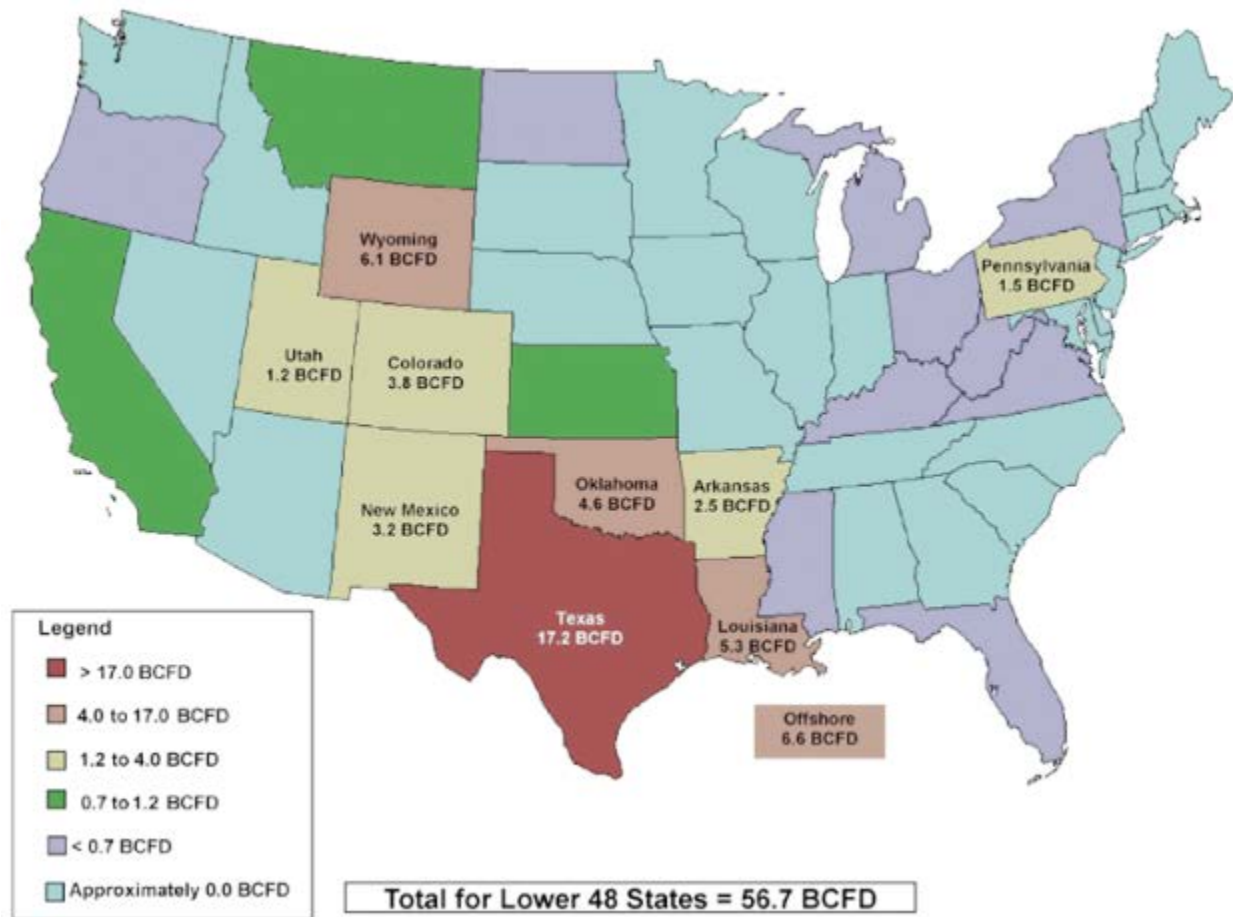 Wyoming
6.1 BCFD
Pennsylvania
1.5 BCFD
Utah
1.2 BCFD
Colorado
3.8 BCFD
Oklahoma
4.6 BCFD
Arkansas
2.5 BCFD
New Mexico
3.2 BCFD
Texas
17.2 BCFD
Louisiana
5.3 BCFD
Offshore
6.6 BCFD
Legend
> 17.0 BCFD
4.0 to 17.0 BCFD
1.2 to 4.0 BCFD
0.7 to 1.2 BCFD
< 0.7 BCFD
Approximately 0.0 BCFD
Total for Lower 48 States = 56.7 BCFD